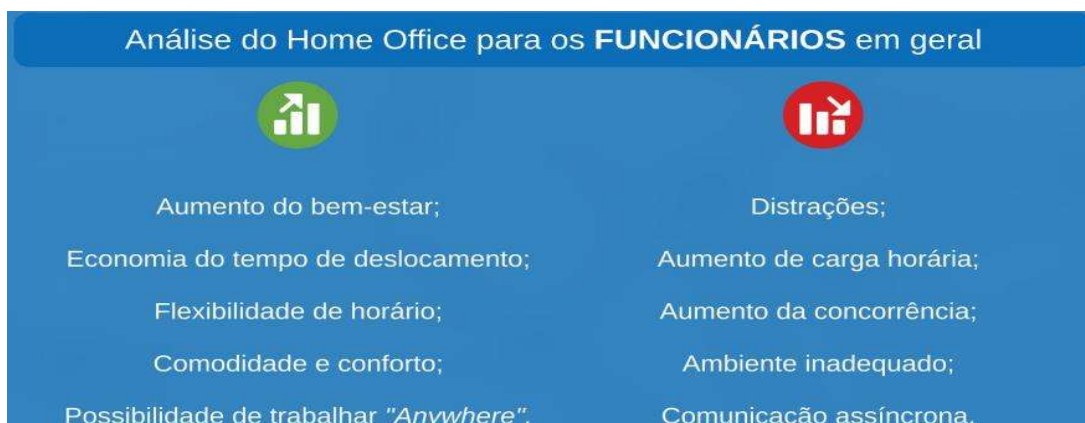 Análise do Home Office para os FUNCIONÁRIOS em geral
Aumento do bem-estar;
Economia do tempo de deslocamento;
Flexibilidade de horário;
Comodidade e conforto;
Possibilidade de trabalhar "Anywhere".
Distrações;
Aumento de carga horária;
Aumento da concorrência;
Ambiente inadequado;
Comunicação assíncrona.